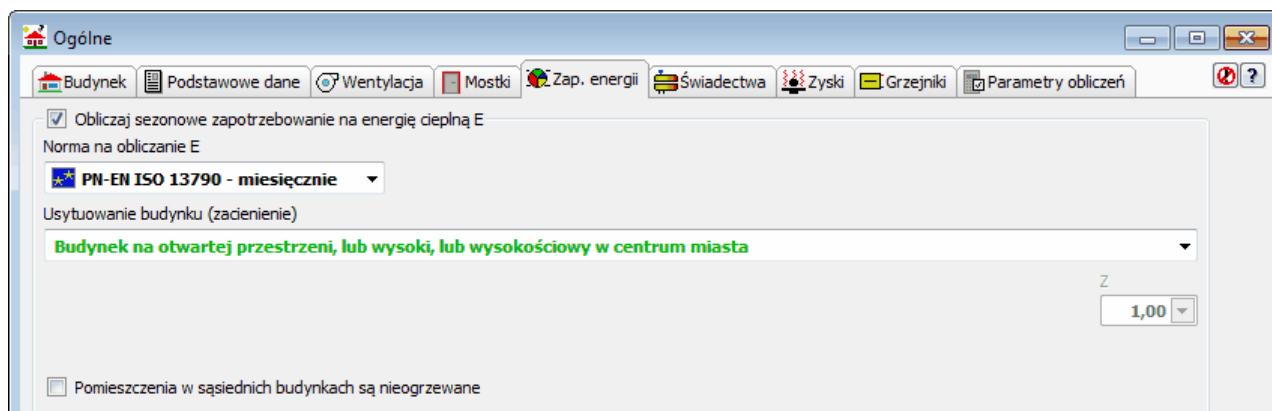 Ogólne
Budynek Podstawowe dane Wentylacja Mostki Zap. energii Świadectwa Zyski Grzejniki Parametry obliczeń ?
Obliczaj sezonowe zapotrzebowanie na energię cieplną E
Norma na obliczanie E
PN-EN ISO 13790 - miesięcznie
Usytuowanie budynku (zacienienie)
Budynek na otwartej przestrzeni, lub wysoki, lub wysokościowy w centrum miasta
Z
1,00
Pomieszczenia w sąsiednich budynkach są nieogrzewane